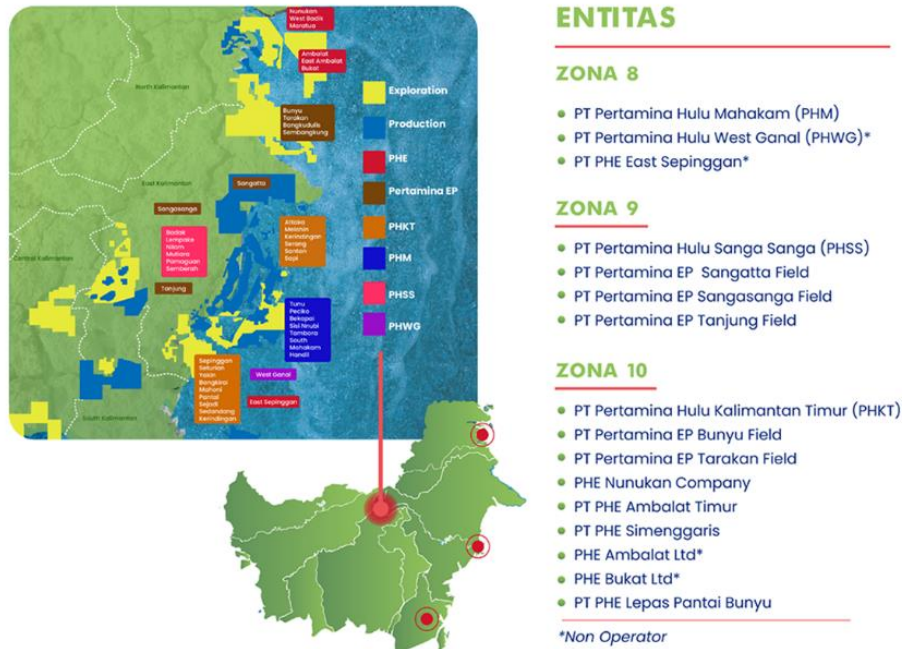 Nunukan
West Badik
Maratua
Ambalat
East Ambalat
Bukat
North Kalimantan
Exploration
Bunyu
Tarakan
Bangkudulis
Sembangkung
Production
PHE
East Kalimantan
Sangatta
Pertamina EP
Sangasanga
Badak
Lempake
Nilam
Mutiara
Pamaguan
Semberah
Attaka
Melahin
Kerindingan
Serang
Santan
Sapi
PHKT
Central Kalimantan
PHM
Tanjung
PHSS
Tunu
Peciko
Bekapai
Sisi Nnubi
Tambora
South
Mahakam
Handil
PHWG
Sepinggan
Seturian
Yakin
Bangkirai
Mahoni
Pantai
Sejadi
Sedandang
Kerindingan
West Ganal
East Sepinggan
South Kalimantan
ENTITAS
ZONA 8
PT Pertamina Hulu Mahakam (PHM)
PT Pertamina Hulu West Ganal (PHWG)*
PT PHE East Sepinggan*
ZONA 9
PT Pertamina Hulu Sanga Sanga (PHSS)
PT Pertamina EP Sangatta Field
PT Pertamina EP Sangasanga Field
PT Pertamina EP Tanjung Field
ZONA 10
PT Pertamina Hulu Kalimantan Timur (PHKT)
PT Pertamina EP Bunyu Field
PT Pertamina EP Tarakan Field
PHE Nunukan Company
PT PHE Ambalat Timur
PT PHE Simenggaris
PHE Ambalat Ltd*
PHE Bukat Ltd*
PT PHE Lepas Pantai Bunyu
*Non Operator